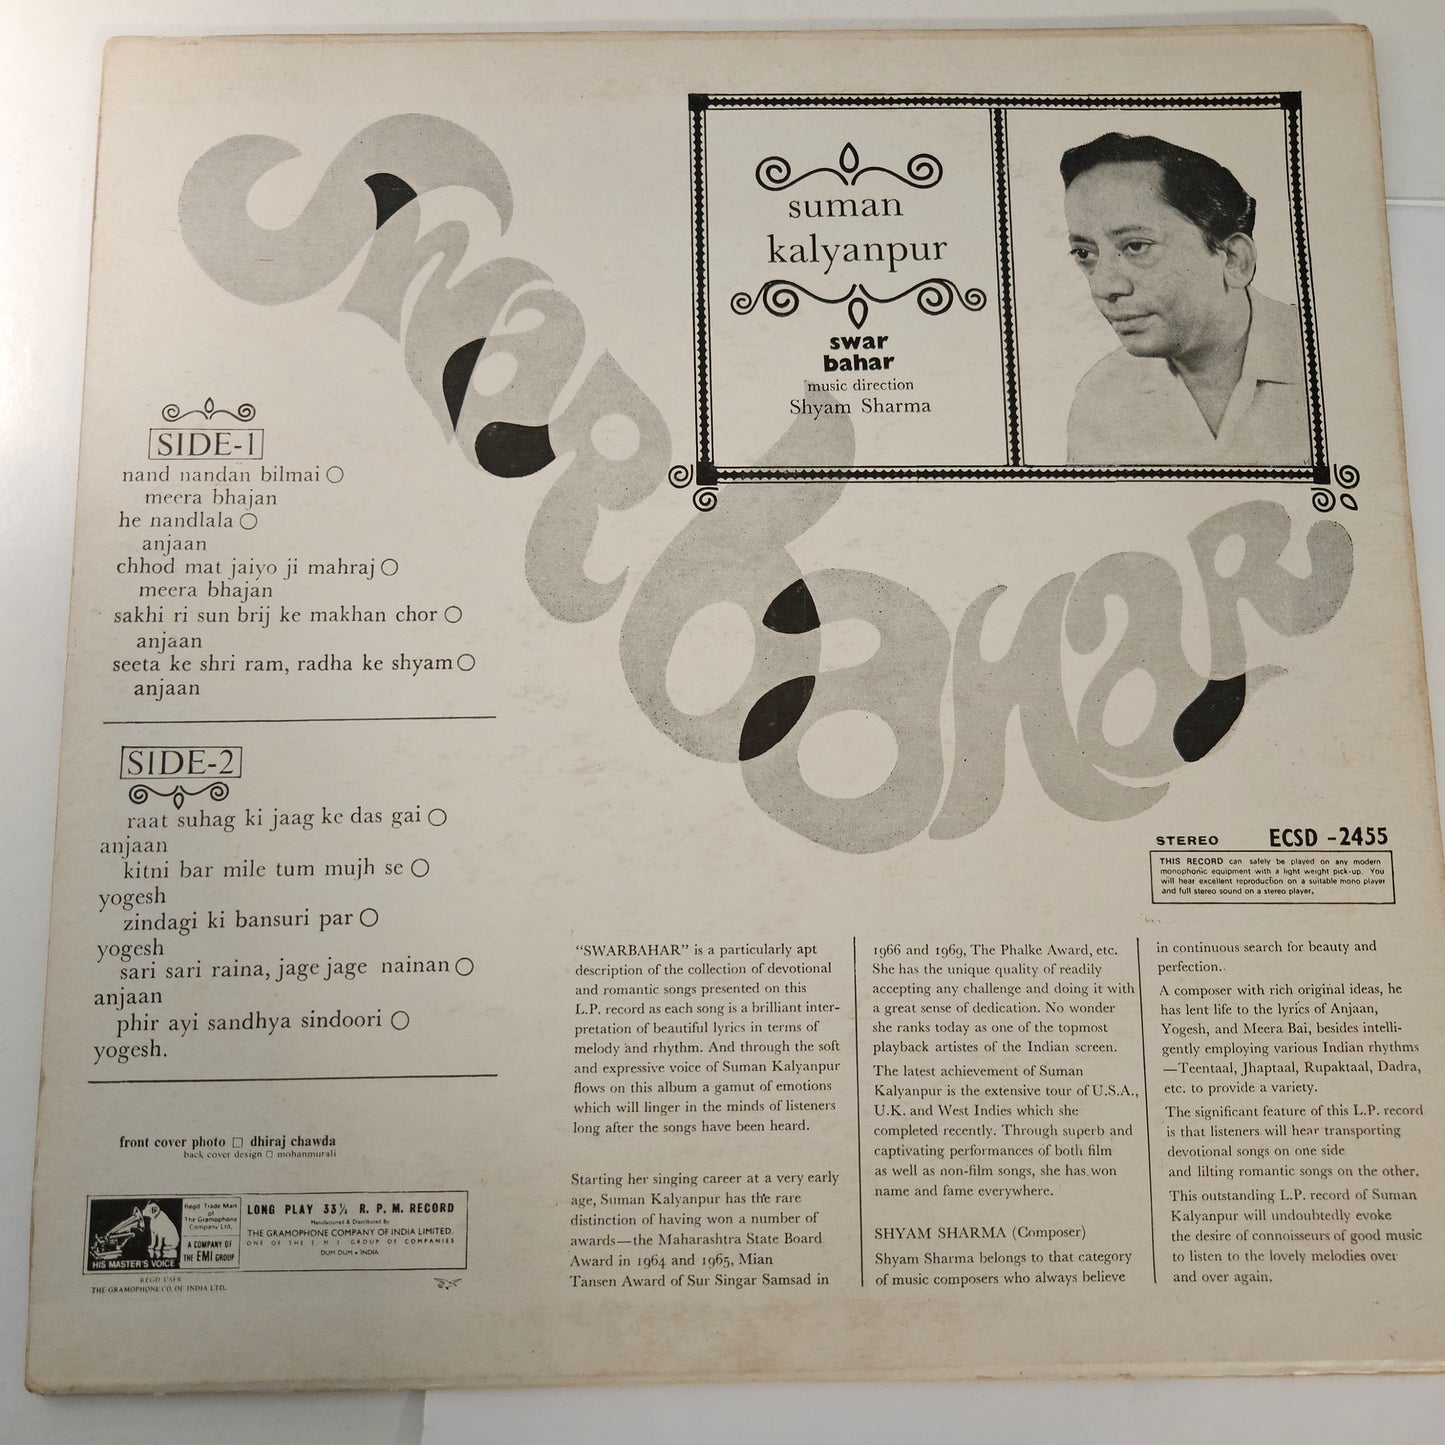 SwaR BaHaR
suman
kalyanpur
swar
bahar
music direction
Shyam Sharma
SIDE-1
nand nandan bilmai
meera bhajan
he nandlala
anjaan
chhod mat jaiyo ji mahraj
meera bhajan
sakhi ri sun brij ke makhan chor
anjaan
seeta ke shri ram, radha ke shyam
anjaan
SIDE-2
raat suhag ki jaag ke das gai
anjaan
kitni bar mile tum mujh se
yogesh
zindagi ki bansuri par
yogesh
sari sari raina, jage jage nainan
anjaan
phir ayi sandhya sindoori
yogesh.
front cover photo □ dhiraj chawda
back cover design □ mohanmurali
HIS MASTER'S VOICE
Regd. Trade Mark
of
The Gramophone
Company Ltd.
A COMPANY OF
THE EMI GROUP
LONG PLAY 33⅓ R. P. M. RECORD
Manufactured & Distributed By
THE GRAMOPHONE COMPANY OF INDIA LIMITED.
ONE OF THE E. M. I. GROUP OF COMPANIES
DUM DUM • INDIA
REGD USER
THE GRAMOPHONE CO. OF INDIA LTD.
STEREO ECSD -2455
THIS RECORD can safely be played on any modern
monophonic equipment with a light weight pick-up. You
will hear excellent reproduction on a suitable mono player
and full stereo sound on a stereo player.
"SWARBAHAR" is a particularly apt
description of the collection of devotional
and romantic songs presented on this
L.P. record as each song is a brilliant inter-
pretation of beautiful lyrics in terms of
melody and rhythm. And through the soft
and expressive voice of Suman Kalyanpur
flows on this album a gamut of emotions
which will linger in the minds of listeners
long after the songs have been heard.
Starting her singing career at a very early
age, Suman Kalyanpur has the rare
distinction of having won a number of
awards—the Maharashtra State Board
Award in 1964 and 1965, Mian
Tansen Award of Sur Singar Samsad in
1966 and 1969, The Phalke Award, etc.
She has the unique quality of readily
accepting any challenge and doing it with
a great sense of dedication. No wonder
she ranks today as one of the topmost
playback artistes of the Indian screen.
The latest achievement of Suman
Kalyanpur is the extensive tour of U.S.A.,
U.K. and West Indies which she
completed recently. Through superb and
captivating performances of both film
as well as non-film songs, she has won
name and fame everywhere.
SHYAM SHARMA (Composer)
Shyam Sharma belongs to that category
of music composers who always believe
in continuous search for beauty and
perfection.
A composer with rich original ideas, he
has lent life to the lyrics of Anjaan,
Yogesh, and Meera Bai, besides intelli-
gently employing various Indian rhythms
—Teentaal, Jhaptaal, Rupaktaal, Dadra,
etc. to provide a variety.
The significant feature of this L.P. record
is that listeners will hear transporting
devotional songs on one side
and lilting romantic songs on the other.
This outstanding L.P. record of Suman
Kalyanpur will undoubtedly evoke
the desire of connoisseurs of good music
to listen to the lovely melodies over
and over again.